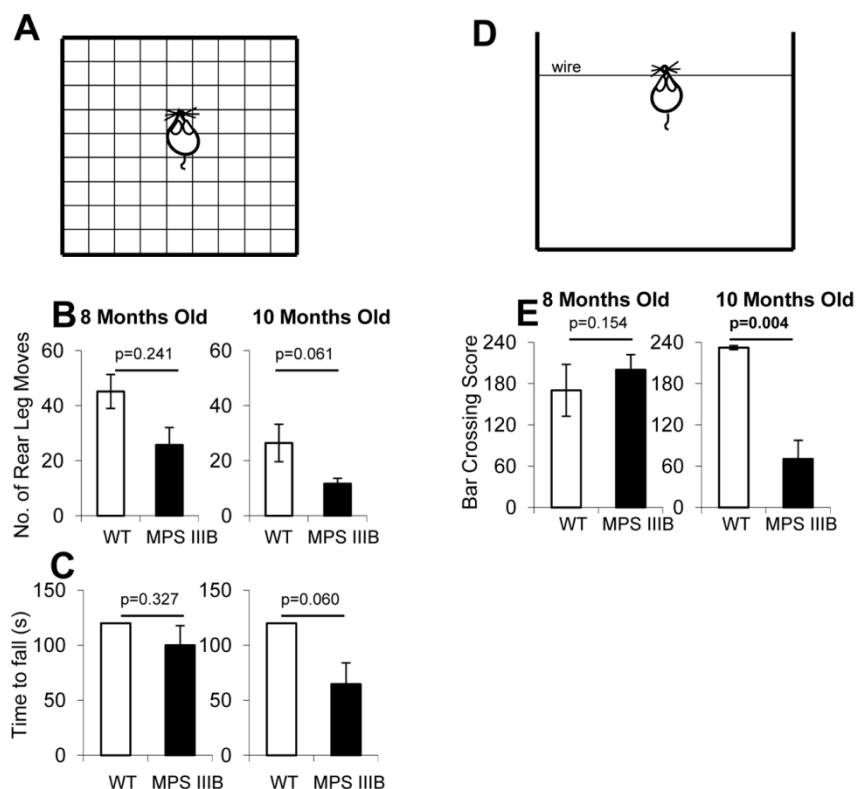 A
D
wire
B
8 Months Old
10 Months Old
No. of Rear Leg Moves
60
40
20
0
p=0.241
WT
MPS IIIB
60
40
20
0
p=0.061
WT
MPS IIIB
C
Time to fall (s)
150
100
50
0
p=0.327
WT
MPS IIIB
150
100
50
0
p=0.060
WT
MPS IIIB
E
8 Months Old
10 Months Old
Bar Crossing Score
240
180
120
60
0
p=0.154
WT
MPS IIIB
240
180
120
60
0
p=0.004
WT
MPS IIIB